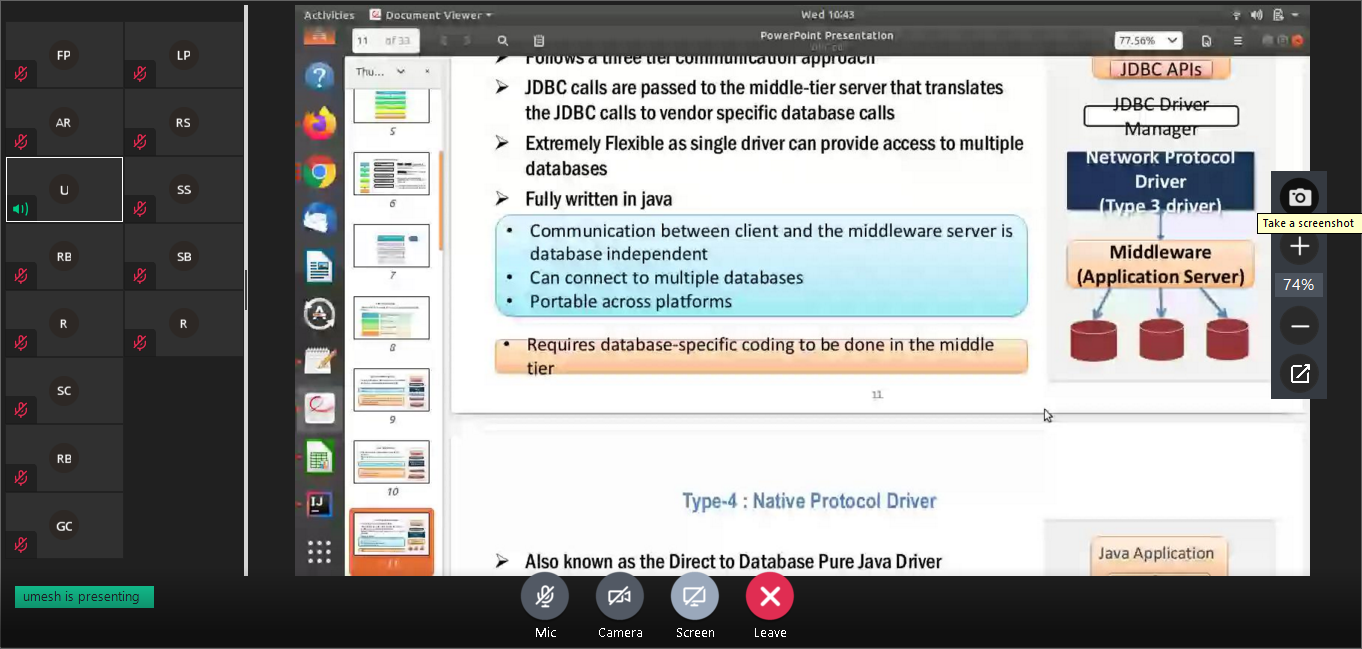 FP
LP
AR
RS
U
SS
RB
SB
R
R
SC
RB
GC
umesh is presenting
Activities
Document Viewer
Wed 10:43
11
of 33
PowerPoint Presentation
77.56%
Thu...
5
6
7
8
9
10
11
Follows a three tier communication approach
➢ JDBC calls are passed to the middle-tier server that translates
the JDBC calls to vendor specific database calls
➢ Extremely Flexible as single driver can provide access to multiple
databases
➢ Fully written in java
• Communication between client and the middleware server is
database independent
• Can connect to multiple databases
• Portable across platforms
• Requires database-specific coding to be done in the middle
tier
11
JDBC APIs
JDBC Driver
Manager
Network Protocol
Driver
(Type 3 driver)
Middleware
(Application Server)
Type-4 : Native Protocol Driver
➢ Also known as the Direct to Database Pure Java Driver
Java Application
Take a screenshot
74%
Mic
Camera
Screen
Leave